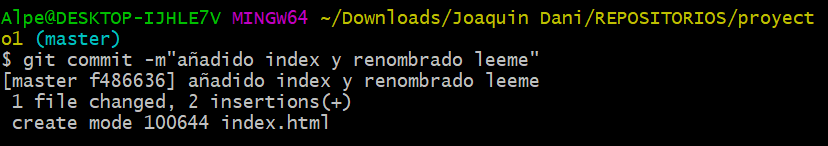 Alpe@DESKTOP-IJHLE7V MINGW64 ~/Downloads/Joaquin Dani/REPOSITORIOS/proyect
o1 (master)
$ git commit -m"añadido index y renombrado leeme"
[master f486636] añadido index y renombrado leeme
 1 file changed, 2 insertions(+)
 create mode 100644 index.html